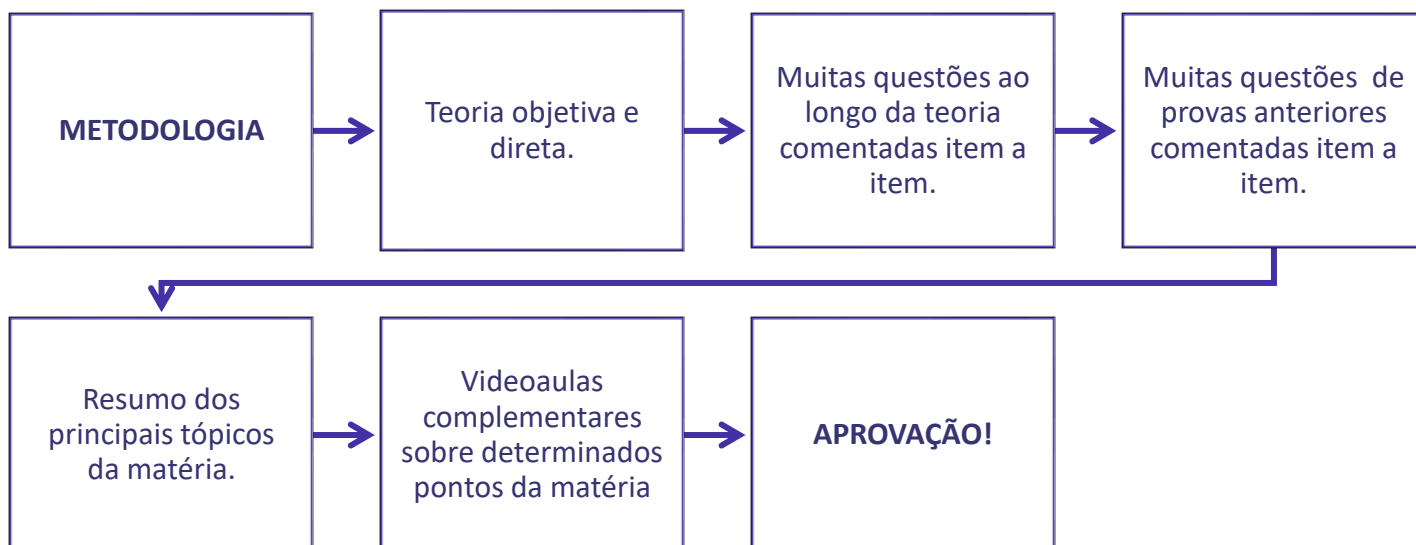 METODOLOGIA
Teoria objetiva e
direta.
Muitas questões ao
longo da teoria
comentadas item a
item.
Muitas questões de
provas anteriores
comentadas item a
item.
Resumo dos
principais tópicos
da matéria.
Videoaulas
complementares
sobre determinados
pontos da matéria
APROVAÇÃO!